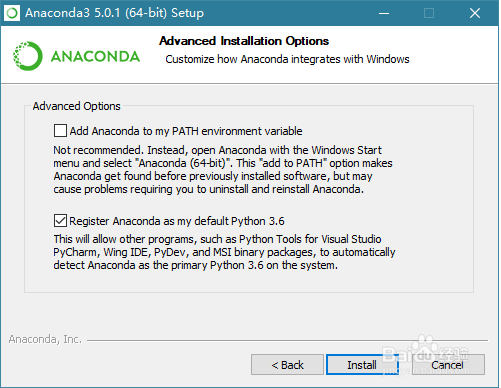 Anaconda3 5.0.1 (64-bit) Setup
Advanced Installation Options
Customize how Anaconda integrates with Windows
ANACONDA
Advanced Options
Add Anaconda to my PATH environment variable
Not recommended. Instead, open Anaconda with the Windows Start
menu and select "Anaconda (64-bit)". This "add to PATH" option makes
Anaconda get found before previously installed software, but may
cause problems requiring you to uninstall and reinstall Anaconda.
Register Anaconda as my default Python 3.6
This will allow other programs, such as Python Tools for Visual Studio
PyCharm, Wing IDE, PyDev, and MSI binary packages, to automatically
detect Anaconda as the primary Python 3.6 on the system.
Anaconda, Inc.
< Back
Install
Cancel